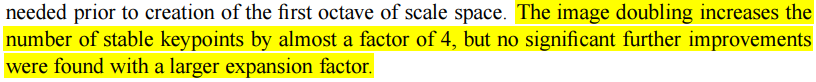 needed prior to creation of the first octave of scale space. The image doubling increases the
number of stable keypoints by almost a factor of 4, but no significant further improvements
were found with a larger expansion factor.